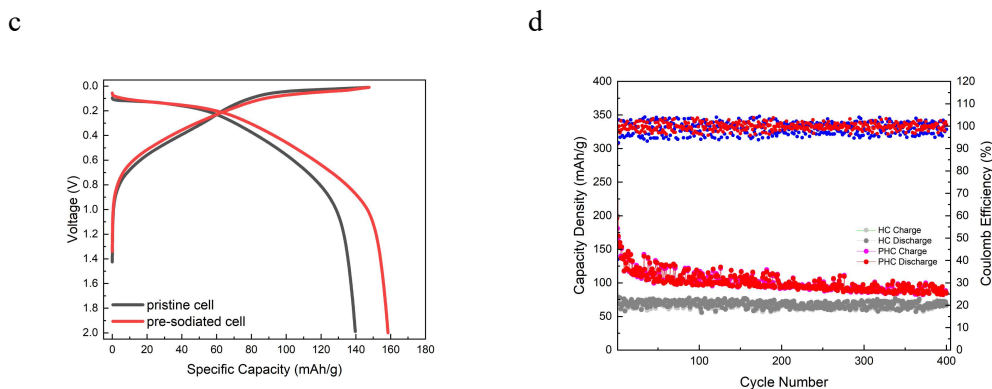 c
0.0
0.2
0.4
0.6
0.8
1.0
1.2
1.4
1.6
1.8
2.0
Voltage (V)
pristine cell
pre-sodiated cell
0 20 40 60 80 100 120 140 160 180
Specific Capacity (mAh/g)
d
400
350
300
250
200
150
100
50
0
Capacity Density (mAh/g)
HC Charge
HC Discharge
PHC Charge
PHC Discharge
120
110
100
90
80
70
60
50
40
30
20
10
0
Coulomb Efficiency (%)
100 200 300 400
Cycle Number